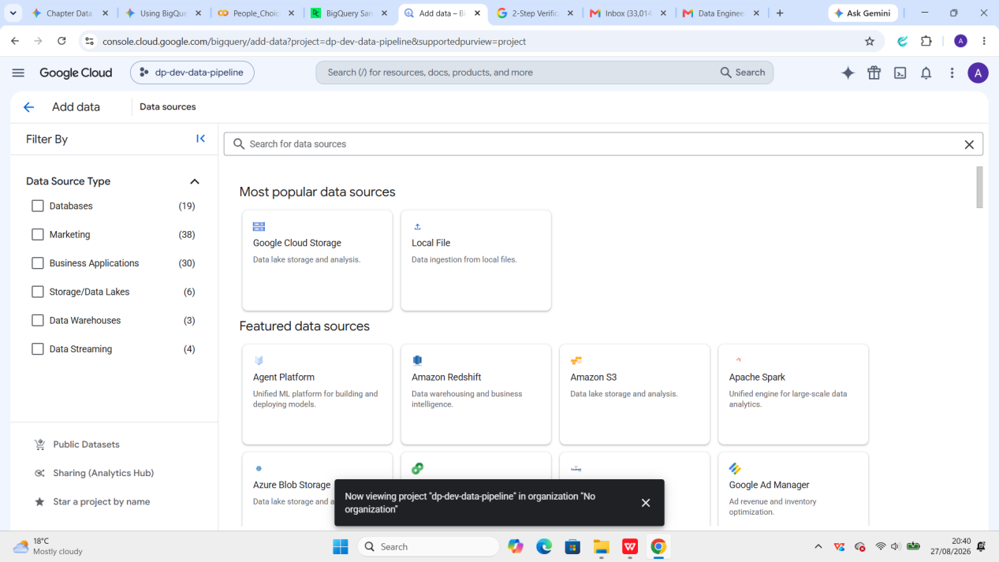 Chapter Data
Using BigQue
People_Choic
BigQuery San
Add data – Bi
2-Step Verific
Inbox (33,014
Data Enginee
Ask Gemini
console.cloud.google.com/bigquery/add-data?project=dp-dev-data-pipeline&supportedpurview=project
A
Google Cloud
dp-dev-data-pipeline
Search (/) for resources, docs, products, and more
Search
A
Add data
Data sources
Filter By
Search for data sources
Data Source Type
Databases (19)
Marketing (38)
Business Applications (30)
Storage/Data Lakes (6)
Data Warehouses (3)
Data Streaming (4)
Public Datasets
Sharing (Analytics Hub)
Star a project by name
Most popular data sources
Google Cloud Storage
Data lake storage and analysis.
Local File
Data ingestion from local files.
Featured data sources
Agent Platform
Unified ML platform for building and
deploying models.
Amazon Redshift
Data warehousing and business
intelligence.
Amazon S3
Data lake storage and analysis.
Apache Spark
Unified engine for large-scale data
analytics.
Azure Blob Storage
Data lake storage and a
Google Ad Manager
Ad revenue and inventory
optimization.
Now viewing project "dp-dev-data-pipeline" in organization "No
organization"
18°C
Mostly cloudy
Search
20:40
27/08/2026